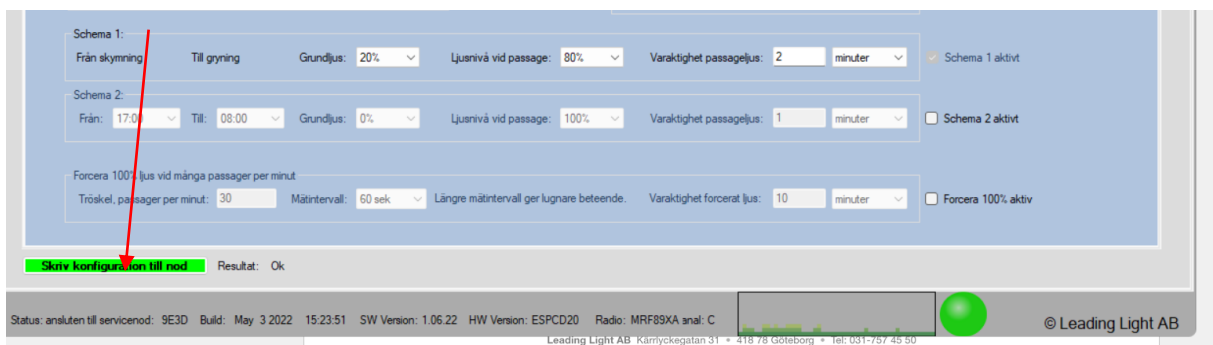 Schema 1:
Från skymning Till gryning Grundljus: 20% Ljusnivå vid passage: 80% Varaktighet passageljus: 2 minuter Schema 1 aktivt
Schema 2:
Från: 17:00 Till: 08:00 Grundljus: 0% Ljusnivå vid passage: 100% Varaktighet passageljus: 1 minuter Schema 2 aktivt
Forcera 100% ljus vid många passager per minut
Tröskel, passager per minut: 30 Mätintervall: 60 sek Längre mätintervall ger lugnare beteende. Varaktighet forcerat ljus: 10 minuter Forcera 100% aktiv
Skriv konfiguration till nod Resultat: Ok
Status: ansluten till servicenod: 9E3D Build: May 3 2022 15:23:51 SW Version: 1.06.22 HW Version: ESPCD20 Radio: MRF89XA anal: C © Leading Light AB
Leading Light AB Kärrlyckegatan 31 • 418 78 Göteborg • Tel: 031-757 45 50